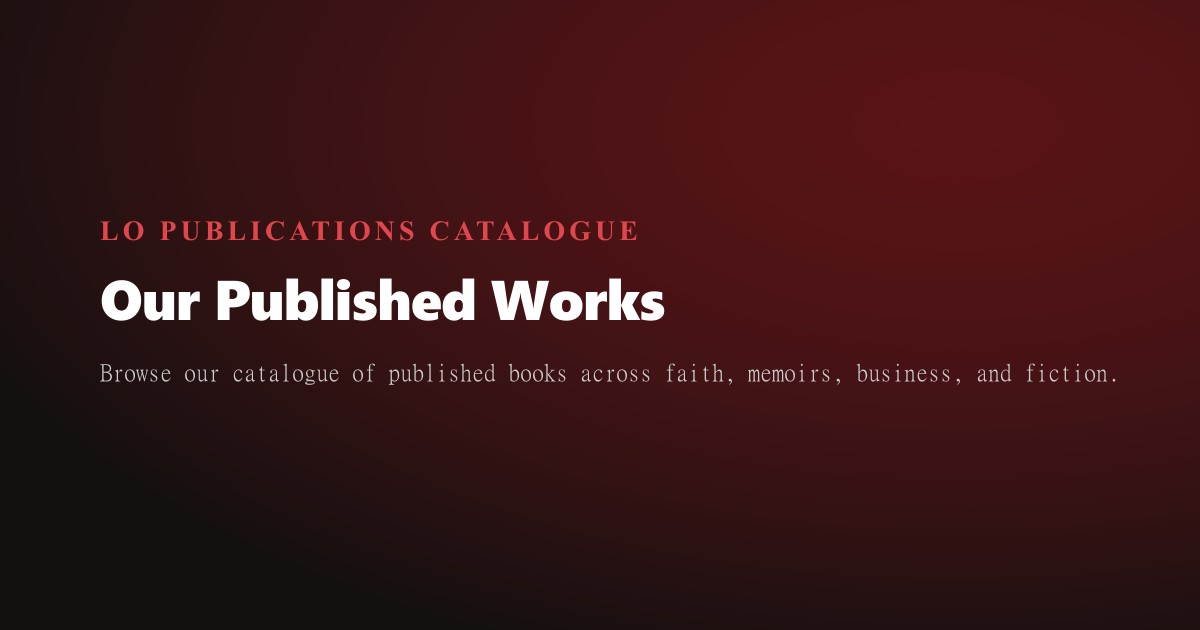 LO PUBLICATIONS CATALOGUE
Our Published Works
Browse our catalogue of published books across faith, memoirs, business, and fiction.